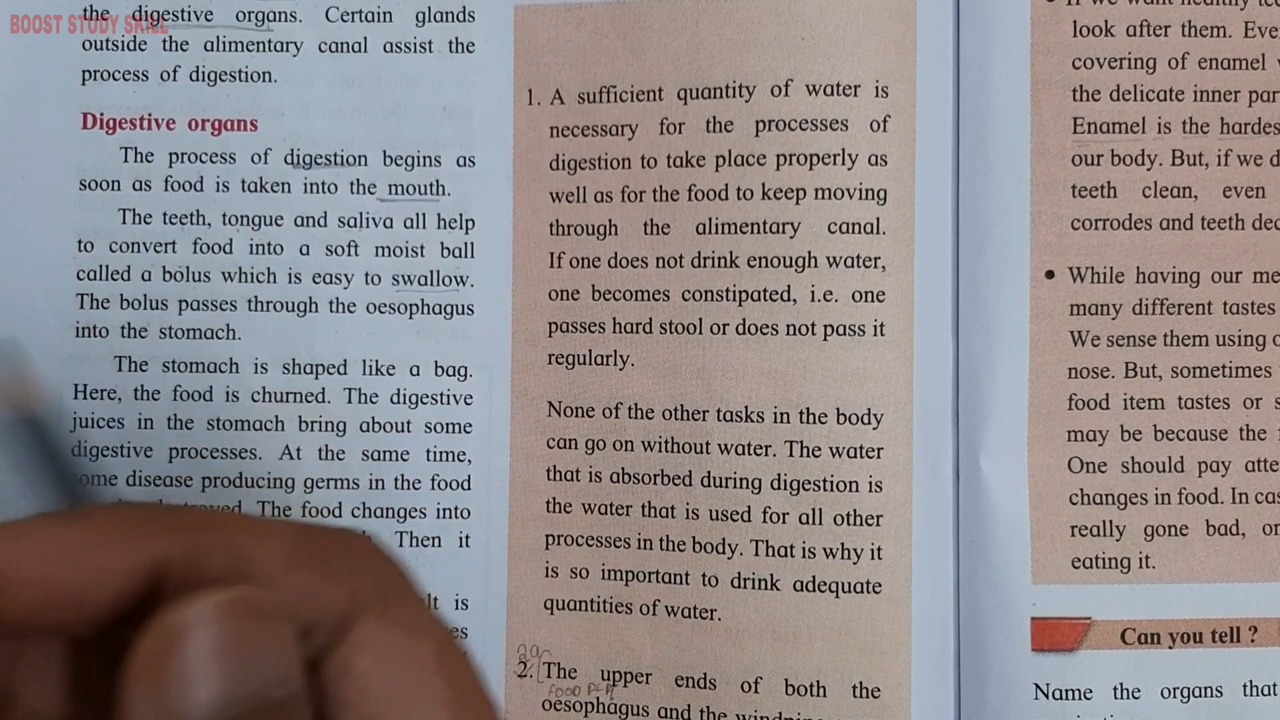 BOOST STUDY SKILL
the digestive organs. Certain glands
outside the alimentary canal assist the
process of digestion.
Digestive organs
The process of digestion begins as
soon as food is taken into the mouth.
The teeth, tongue and saliva all help
to convert food into a soft moist ball
called a bolus which is easy to swallow.
The bolus passes through the oesophagus
into the stomach.
The stomach is shaped like a bag.
Here, the food is churned. The digestive
juices in the stomach bring about some
digestive processes. At the same time,
some disease producing germs in the food
The food changes into
Then it
It is
1. A sufficient quantity of water is
necessary for the processes of
digestion to take place properly as
well as for the food to keep moving
through the alimentary canal.
If one does not drink enough water,
one becomes constipated, i.e. one
passes hard stool or does not pass it
regularly.
None of the other tasks in the body
can go on without water. The water
that is absorbed during digestion is
the water that is used for all other
processes in the body. That is why it
is so important to drink adequate
quantities of water.
2. The upper ends of both the
oesophagus and the windpipe
look after them.
covering of enamel
the delicate inner
Enamel is the
our body. But, if we
teeth clean, even
corrodes and teeth
• While having our
many different tastes
We sense them using
nose. But, sometimes
food item tastes or
may be because the
One should pay
changes in food. In
really gone bad, or
eating it.
Can you tell ?
Name the organs that